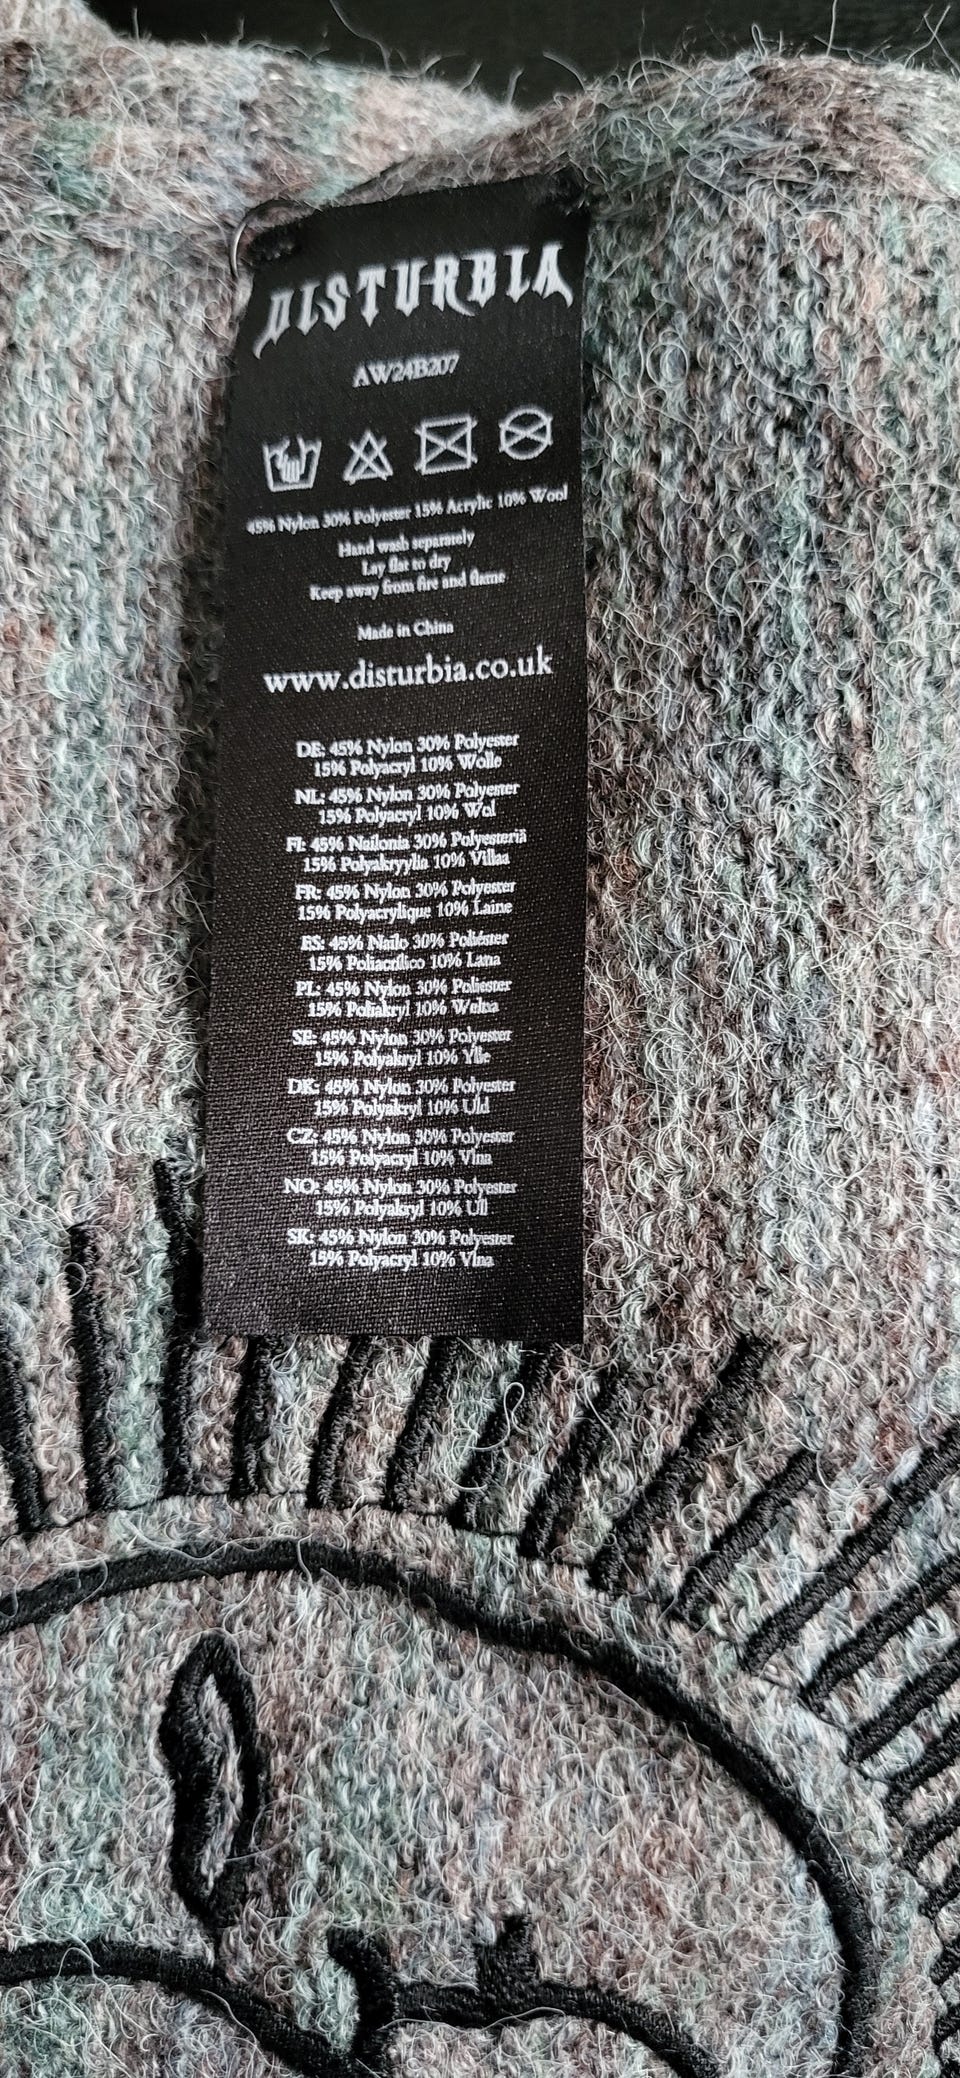 DISTURBIA
AW24B207
45% Nylon 30% Polyester 15% Acrylic 10% Wool
Hand wash separately
Lay flat to dry
Keep away from fire and flame
Made in China
www.disturbia.co.uk
DE: 45% Nylon 30% Polyester
15% Polyacryl 10% Wolle
NL: 45% Nylon 30% Polyester
15% Polyacryl 10% Wol
FI: 45% Nailonia 30% Polyesteriä
15% Polyakryylia 10% Villaa
FR: 45% Nylon 30% Polyester
15% Polyacrylique 10% Laine
ES: 45% Nailo 30% Poliéster
15% Poliacrílico 10% Lana
PL: 45% Nylon 30% Poliester
15% Poliakryl 10% Wełna
SE: 45% Nylon 30% Polyester
15% Polyakryl 10% Ylle
DK: 45% Nylon 30% Polyester
15% Polyakryl 10% Uld
CZ: 45% Nylon 30% Polyester
15% Polyacryl 10% Vlna
NO: 45% Nylon 30% Polyester
15% Polyakryl 10% Ull
SK: 45% Nylon 30% Polyester
15% Polyacryl 10% Vlna